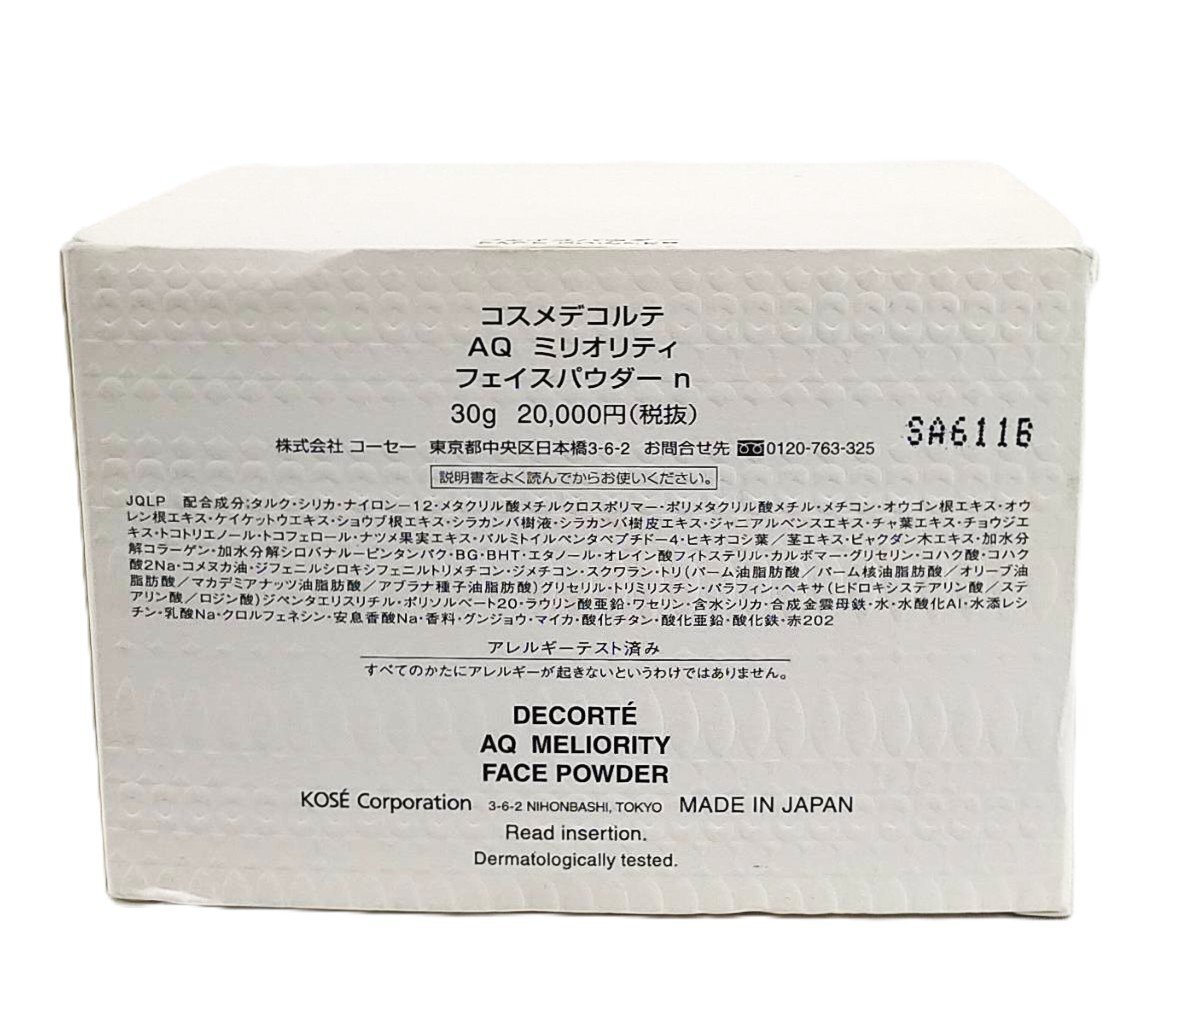 コスメデコルテ
AQ ミリオリティ
フェイスパウダー n
30g 20,000円(税抜)
株式会社 コーセー 東京都中央区日本橋3-6-2 お問合せ先 0120-763-325
SA611B
説明書をよく読んでからお使いください。
JQLP 配合成分:タルク・シリカ・ナイロン-12・メタクリル酸メチルクロスポリマー・ポリメタクリル酸メチル・メチコン・オウゴン根エキス・オウ
レン根エキス・ケイケットウエキス・ショウブ根エキス・シラカンバ樹液・シラカンバ樹皮エキス・ジャニアルベンスエキス・チャ葉エキス・チョウジエ
キス・トコトリエノール・トコフェロール・ナツメ果実エキス・パルミトイルペンタペプチド-4・ヒキオコシ葉/茎エキス・ビャクダン木エキス・加水分
解コラーゲン・加水分解シロバナルーピンタンパク・BG・BHT・エタノール・オレイン酸フィトステリル・カルボマー・グリセリン・コハク酸・コハク
酸2Na・コメヌカ油・ジフェニルシロキシフェニルトリメチコン・ジメチコン・スクワラン・トリ(パーム油脂肪酸/パーム核油脂肪酸/オリーブ油
脂肪酸/マカデミアナッツ油脂肪酸/アブラナ種子油脂肪酸)グリセリル・トリミリスチン・パラフィン・ヘキサ(ヒドロキシステアリン酸/ステ
アリン酸/ロジン酸)ジペンタエリスリチル・ポリソルベート20・ラウリン酸亜鉛・ワセリン・含水シリカ・合成金雲母鉄・水・水酸化Al・水添レシ
チン・乳酸Na・クロルフェネシン・安息香酸Na・香料・グンジョウ・マイカ・酸化チタン・酸化亜鉛・酸化鉄・赤202
アレルギーテスト済み
すべてのかたにアレルギーが起きないというわけではありません。
DECORTÉ
AQ MELIORITY
FACE POWDER
KOSÉ Corporation 3-6-2 NIHONBASHI, TOKYO MADE IN JAPAN
Read insertion.
Dermatologically tested.